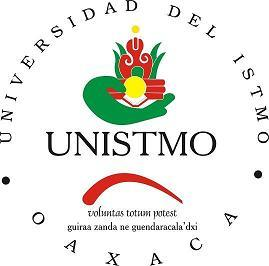 UNIVERSIDAD DEL ISTMO
UNISTMO
voluntas totum potest
guiraa zanda ne guendaracala'dxi
OAXACA